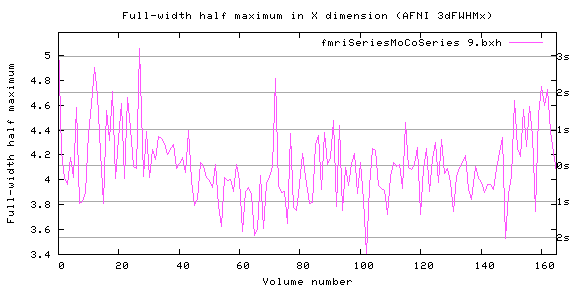 Full-width half maximum in X dimension (AFNI 3dFWHMx)
fmriSeriesMoCoSeries 9.bxh
Full-width half maximum
5
4.8
4.6
4.4
4.2
4
3.8
3.6
3.4
3s
2s
1s
0s
1s
2s
0 20 40 60 80 100 120 140 160
Volume number